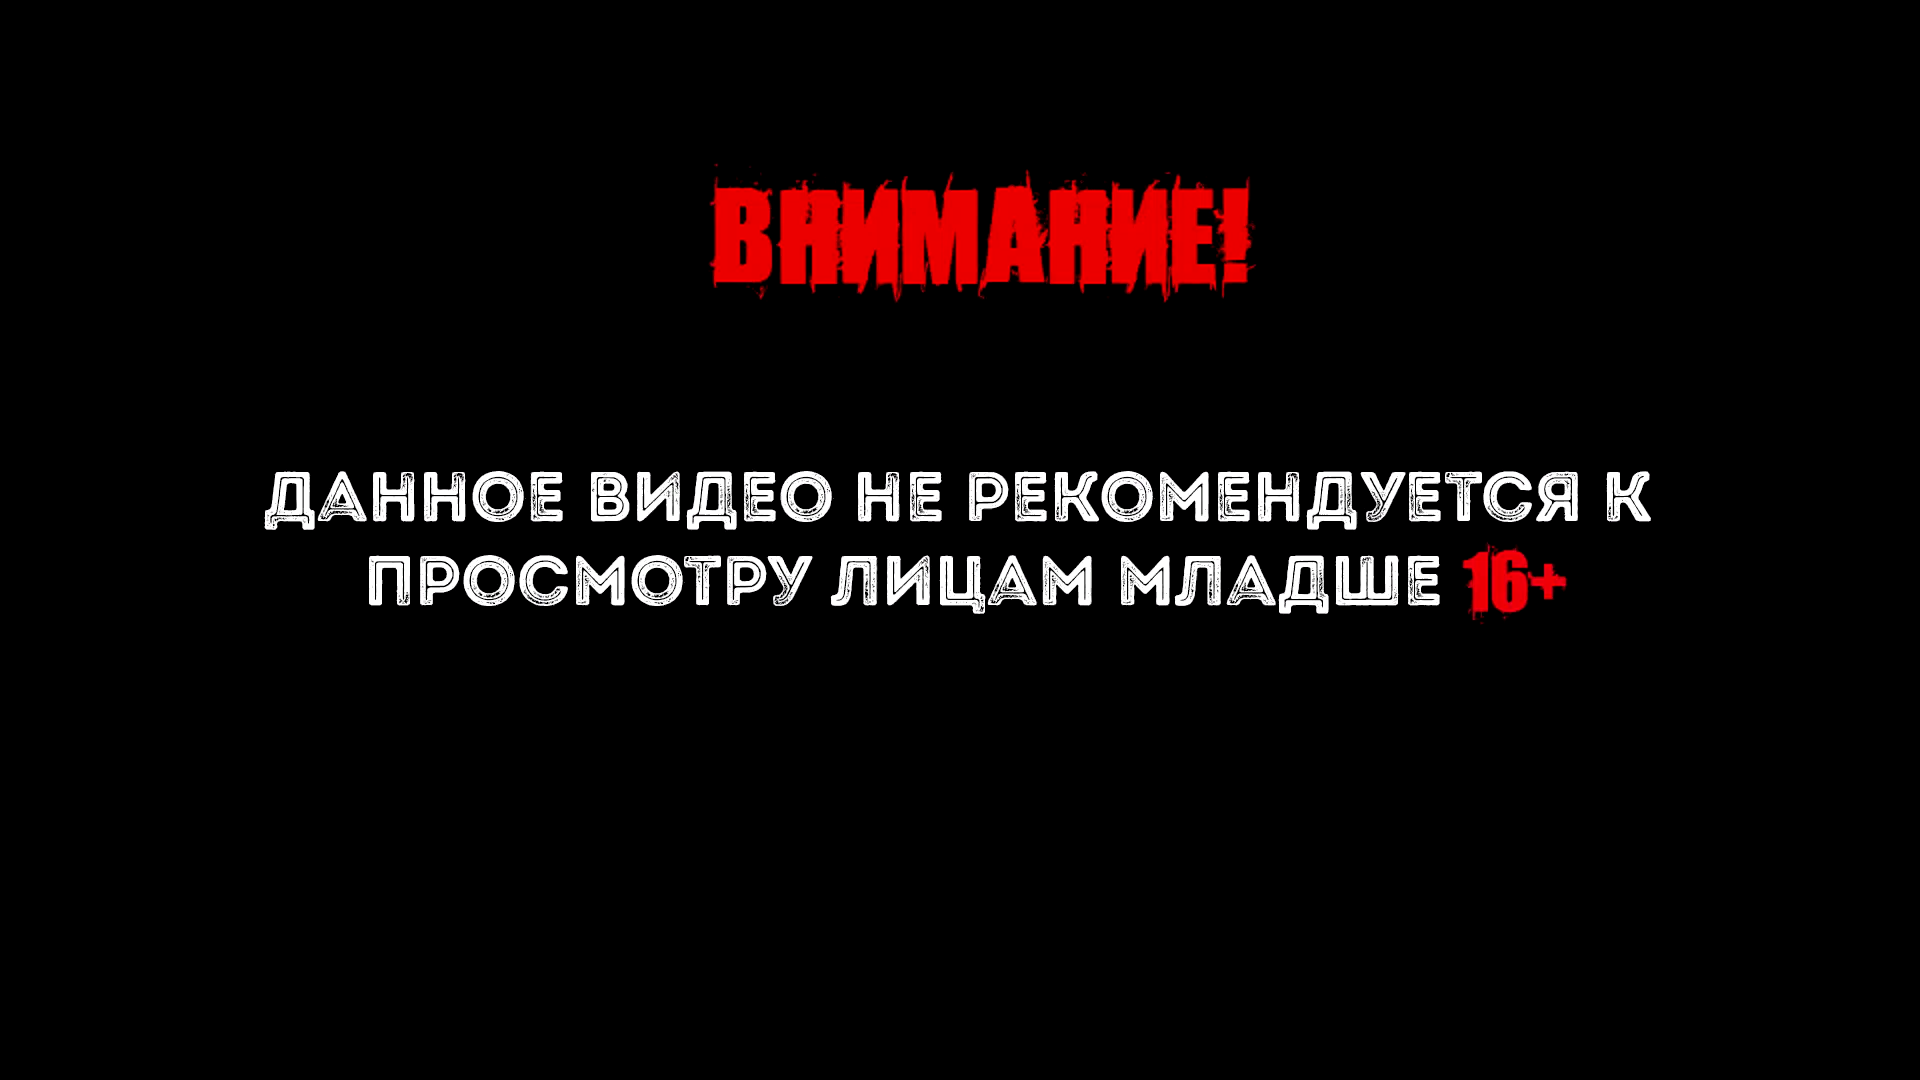 ВНИМАНИЕ!
ДАННОЕ ВИДЕО НЕ РЕКОМЕНДУЕТСЯ К
ПРОСМОТРУ ЛИЦАМ МЛАДШЕ 16+